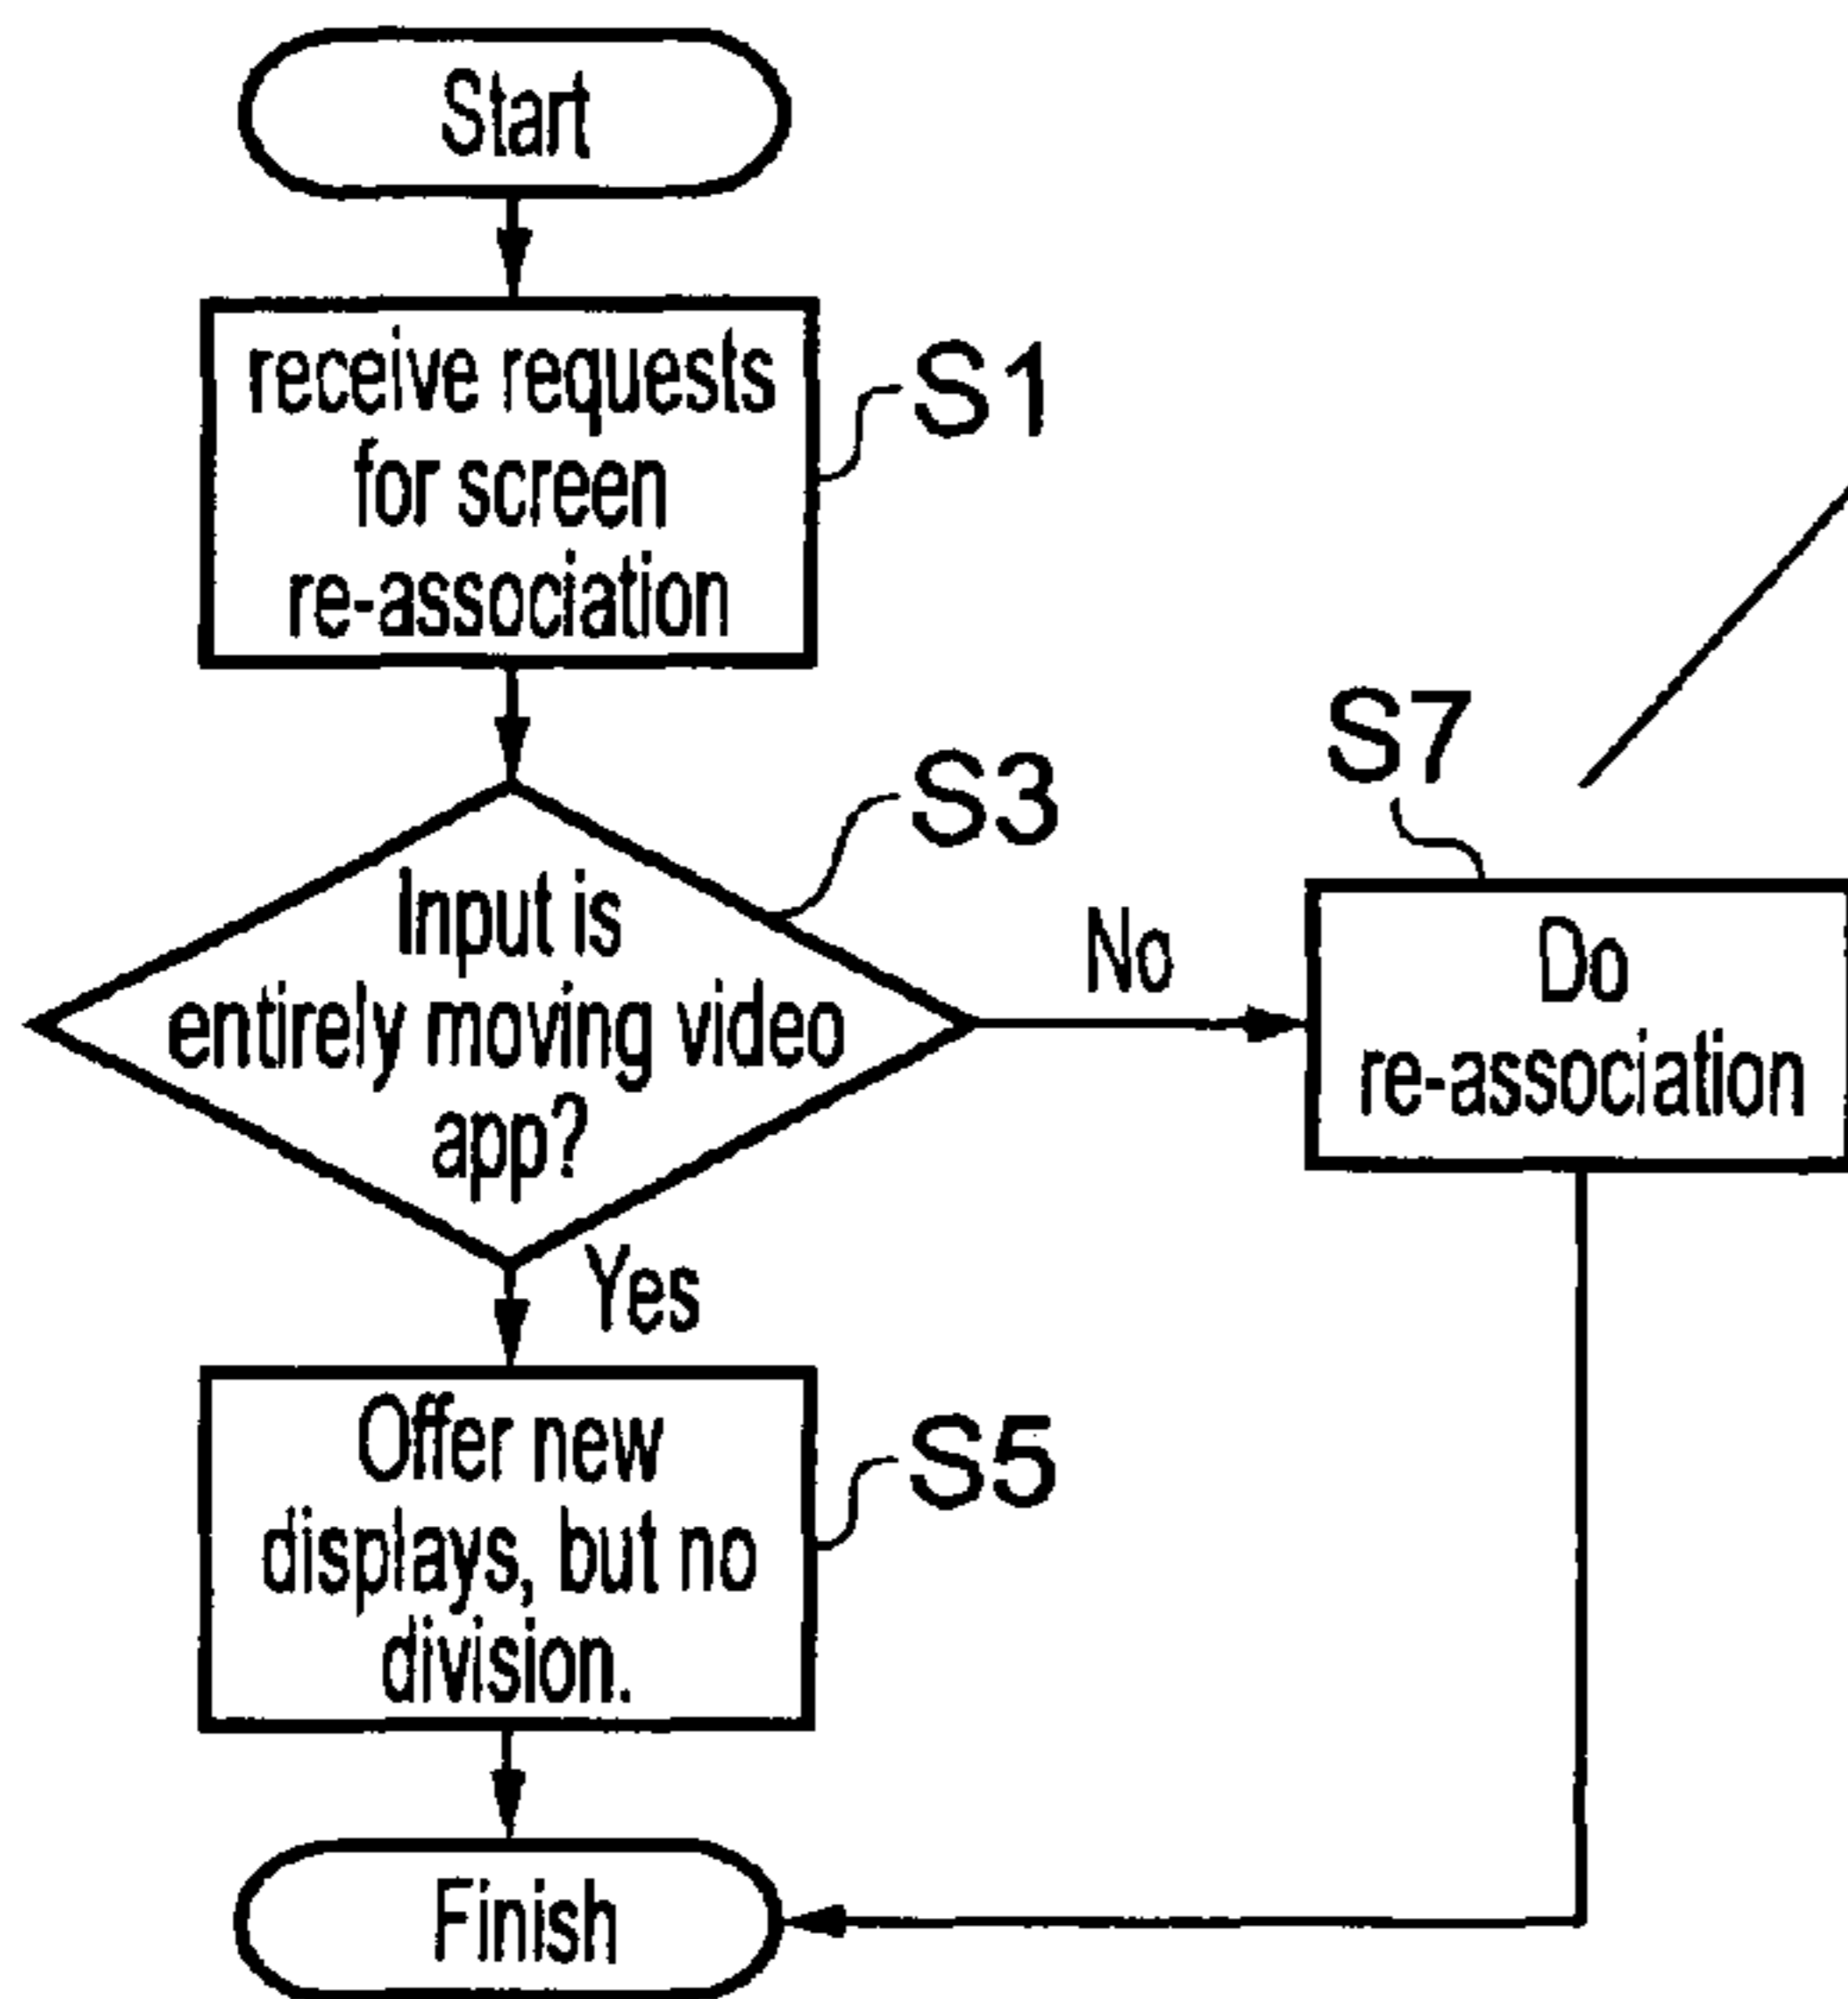 Start
receive requests
for screen
re-association
S1
Input is
entirely moving video
app?
S3
No
S7
Do
re-association
Yes
Offer new
displays, but no
division.
S5
Finish